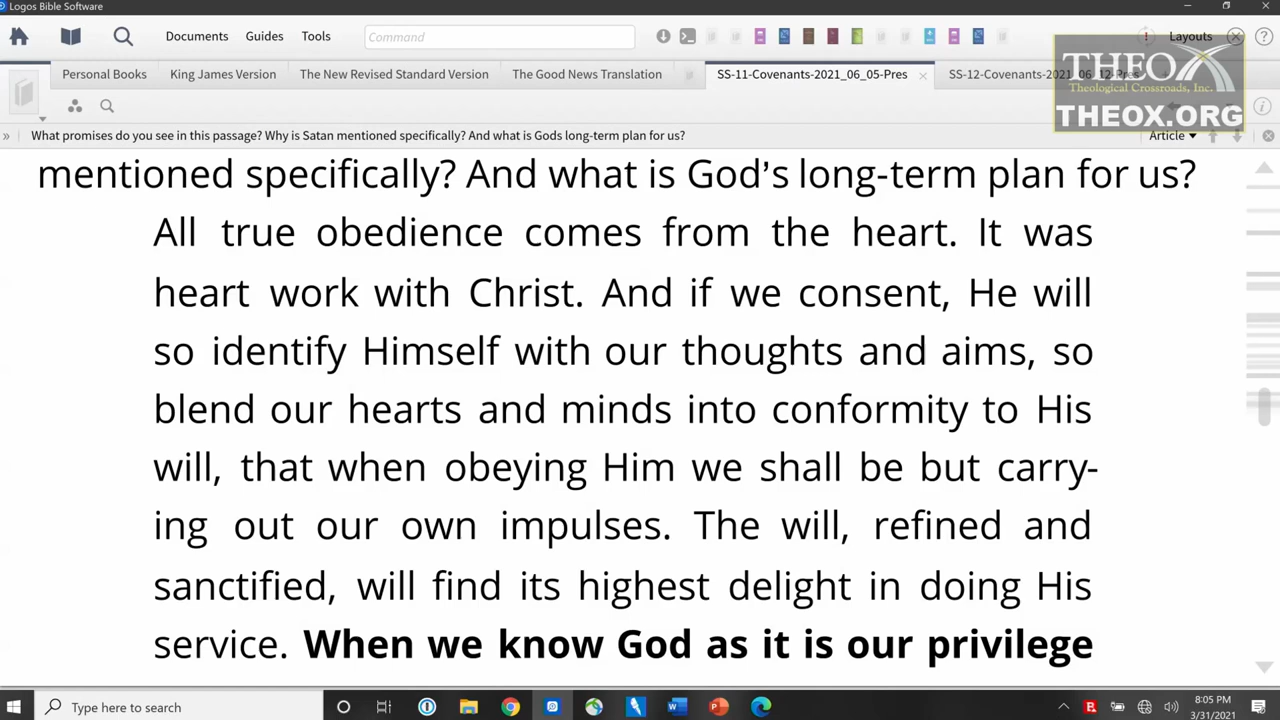 Logos Bible Software
Documents Guides Tools Command Layouts
Personal Books King James Version The New Revised Standard Version The Good News Translation SS-11-Covenants-2021_06_05-Pres SS-12-Covenants-2021_06_12-Pres
THEOX
Theological Crossroads, Inc.
THEOX.ORG
What promises do you see in this passage? Why is Satan mentioned specifically? And what is Gods long-term plan for us? Article
mentioned specifically? And what is God's long-term plan for us?
All true obedience comes from the heart. It was
heart work with Christ. And if we consent, He will
so identify Himself with our thoughts and aims, so
blend our hearts and minds into conformity to His
will, that when obeying Him we shall be but carry-
ing out our own impulses. The will, refined and
sanctified, will find its highest delight in doing His
service. When we know God as it is our privilege
Type here to search
8:05 PM
3/31/2021